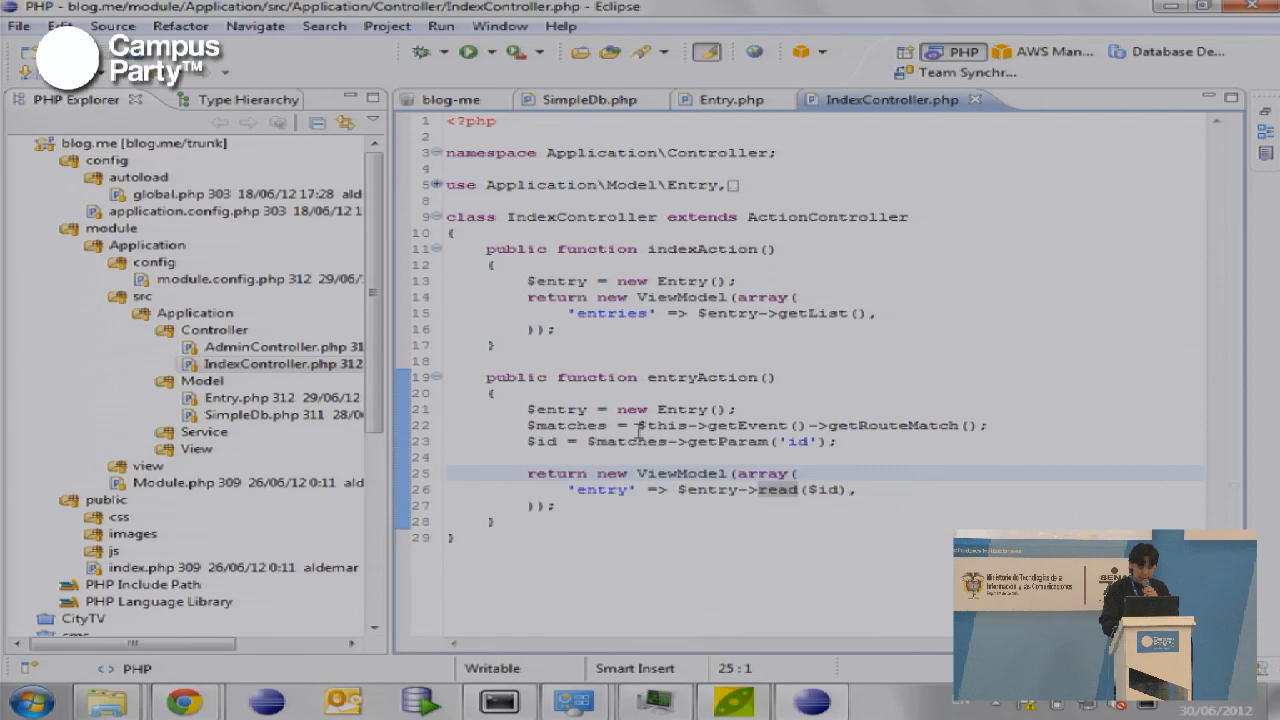 PHP - blog.me/module/Application/src/Application/Controller/IndexController.php - Eclipse
File Source Refactor Navigate Search Project Run Window Help
Campus
Party™
PHP AWS Man... Database De...
Team Synchr...
PHP Explorer Type Hierarchy
blog.me [blog.me/trunk]
config
autoload
global.php 303 18/06/12 17:28 ald
application.config.php 303 18/06/12 1
module
Application
config
module.config.php 312 29/06/
src
Application
Controller
AdminController.php 31
IndexController.php 312
Model
Entry.php 312 29/06/12
SimpleDb.php 311 28/0
Service
View
view
Module.php 309 26/06/12 0:11 ald
public
css
images
js
index.php 309 26/06/12 0:11 aldemar
PHP Include Path
PHP Language Library
CityTV
blog-me SimpleDb.php Entry.php IndexController.php
1 <?php
2
3 namespace Application\Controller;
4
5 use Application\Model\Entry,
8
9 class IndexController extends ActionController
10 {
11 public function indexAction()
12 {
13 $entry = new Entry();
14 return new ViewModel(array(
15 "entries" => $entry->getList(),
16 ));
17 }
18
19 public function entryAction()
20 {
21 $entry = new Entry();
22 $matches = $this->getEvent()->getRouteMatch();
23 $id = $matches->getParam('id');
24
25 return new ViewModel(array(
26 "entry" => $entry->read($id),
27 ));
28 }
29 }
Ministerio de Tecnologías de la
Información y las Comunicaciones
PHP Writable Smart Insert 25 : 1
30/06/2012